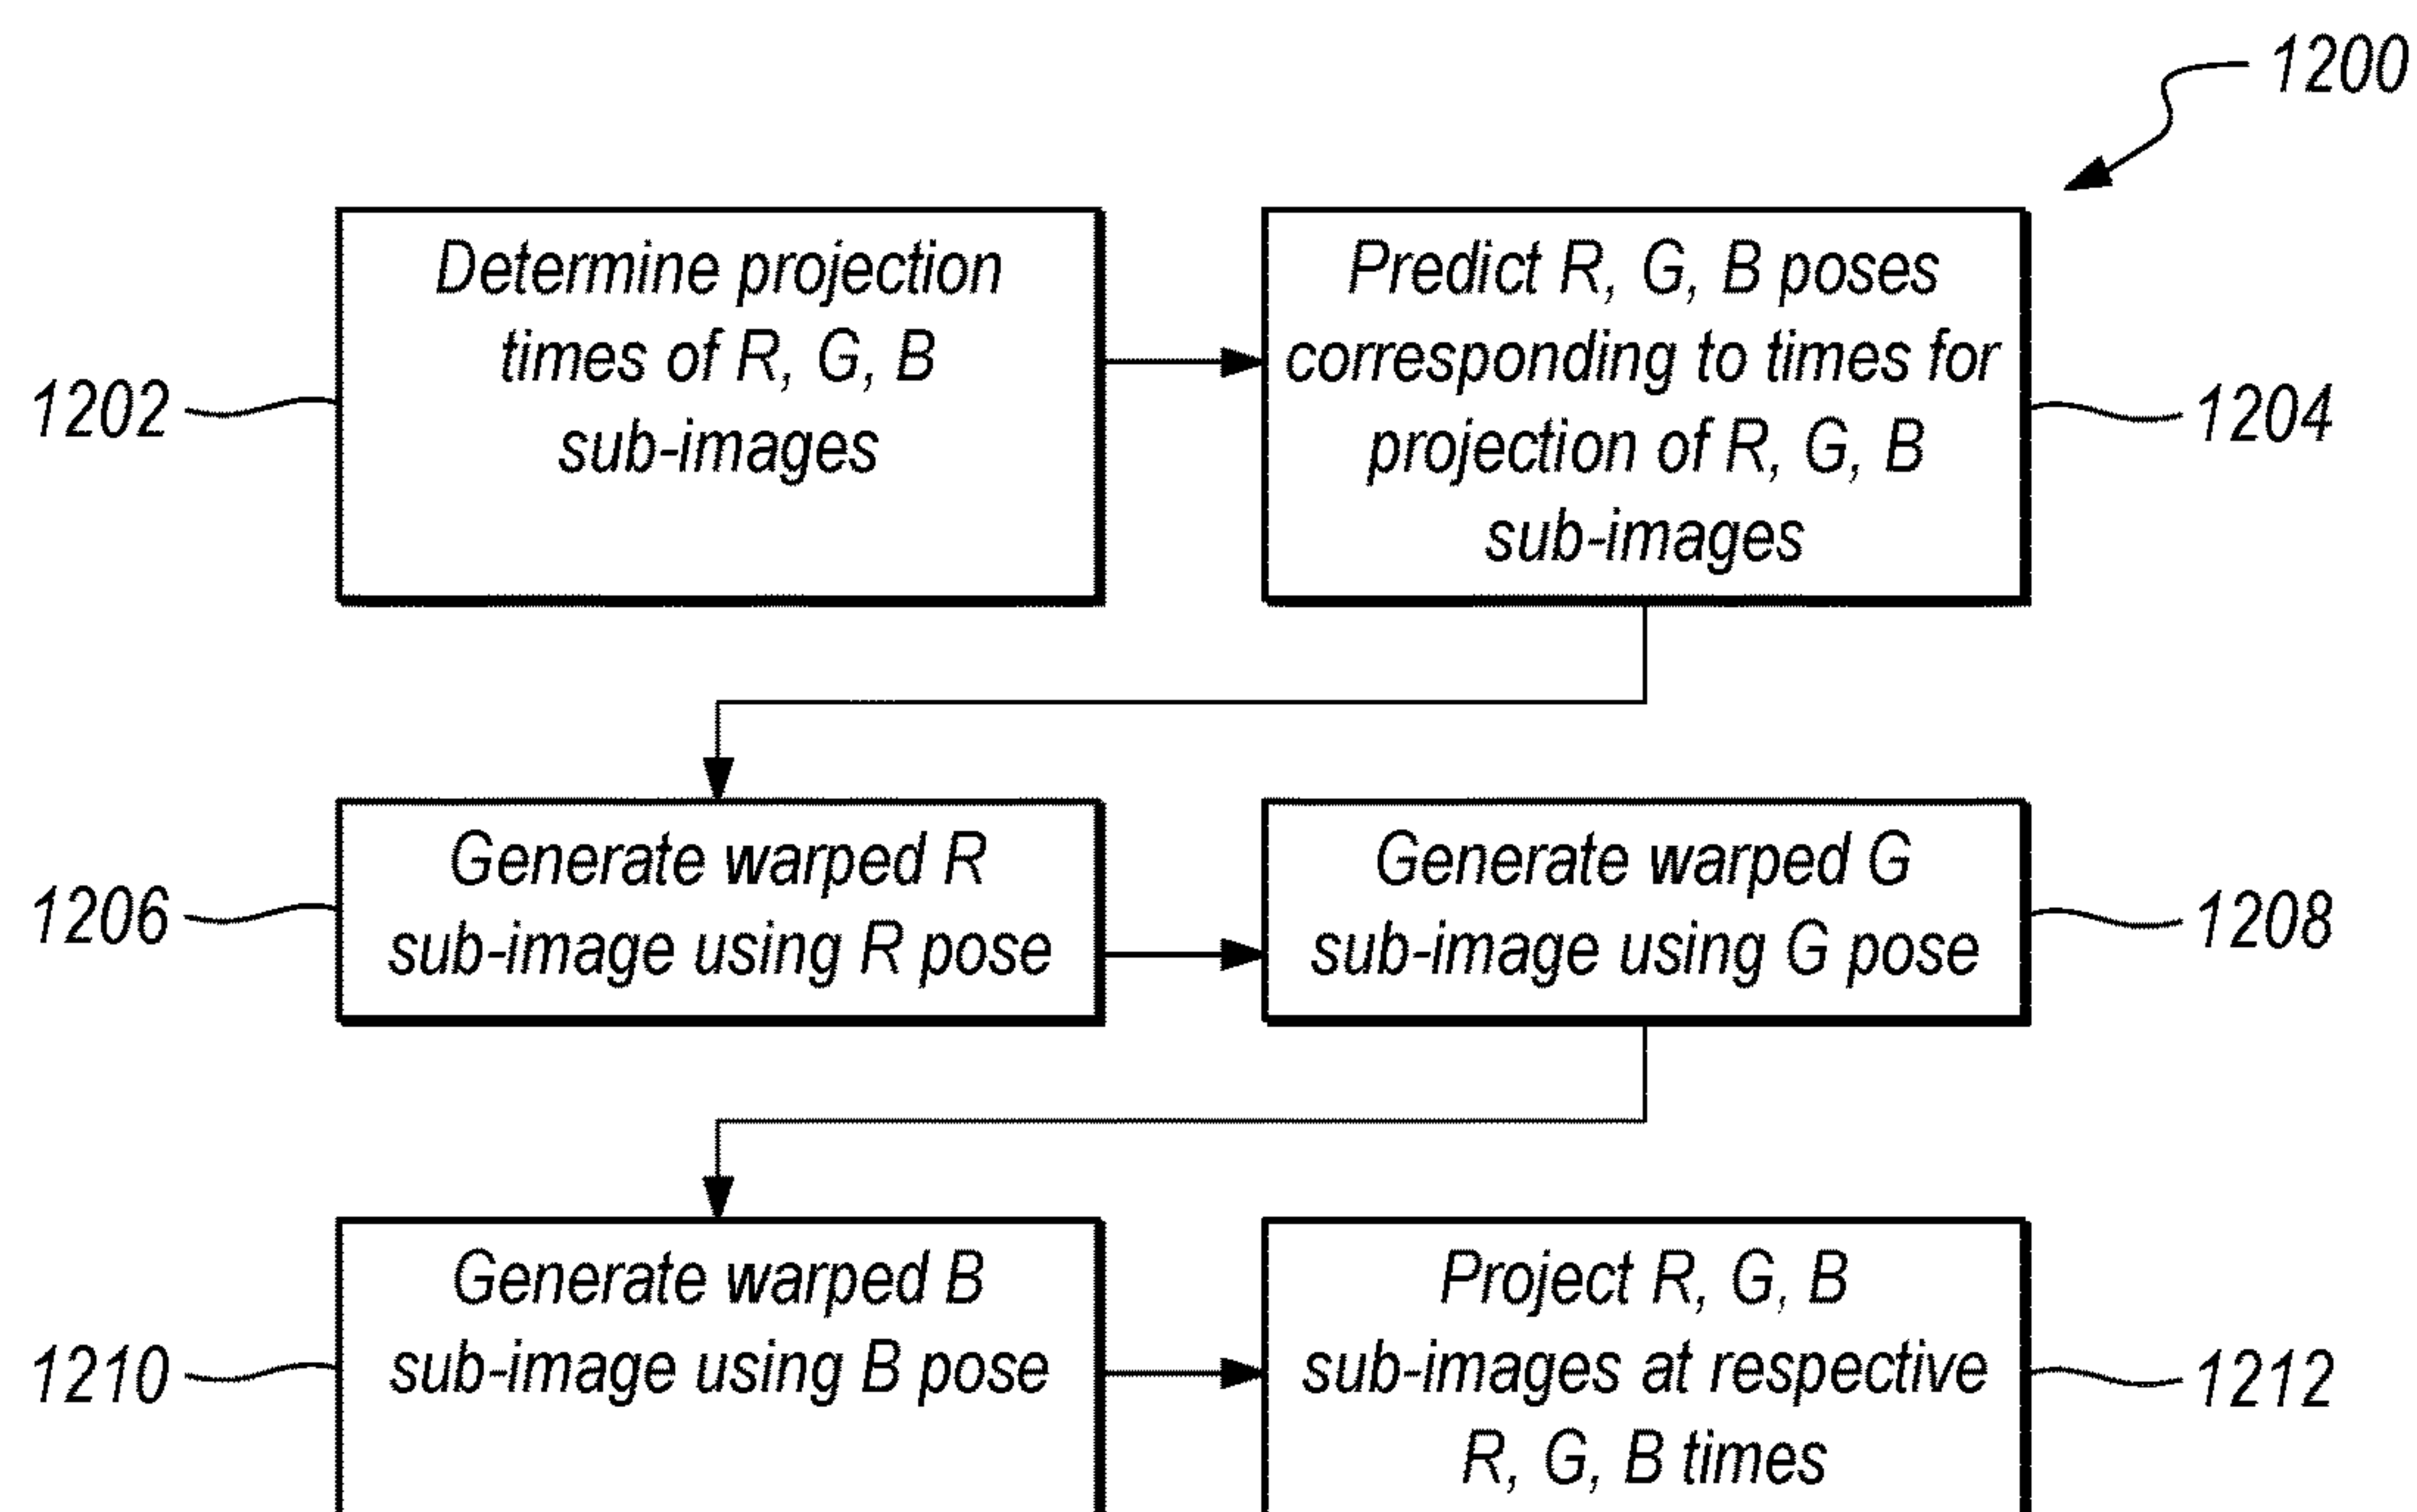 1200
Determine projection
times of R, G, B
sub-images
1202
Predict R, G, B poses
corresponding to times for
projection of R, G, B
sub-images
1204
Generate warped R
sub-image using R pose
1206
Generate warped G
sub-image using G pose
1208
Generate warped B
sub-image using B pose
1210
Project R, G, B
sub-images at respective
R, G, B times
1212